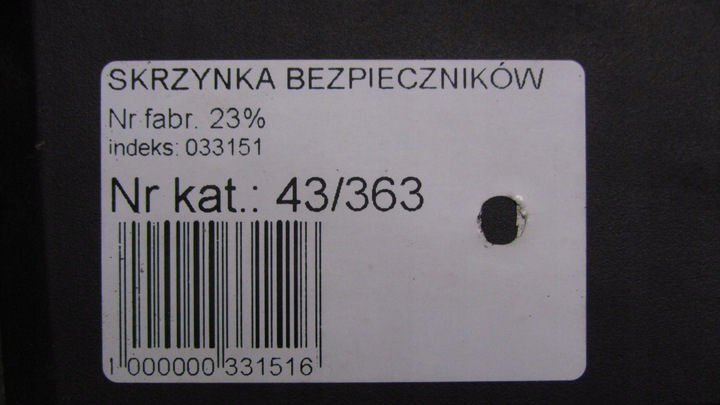 SKRZYNKA BEZPIECZNIKÓW
Nr fabr. 23%
indeks: 033151
Nr kat.: 43/363
1 000000 331516